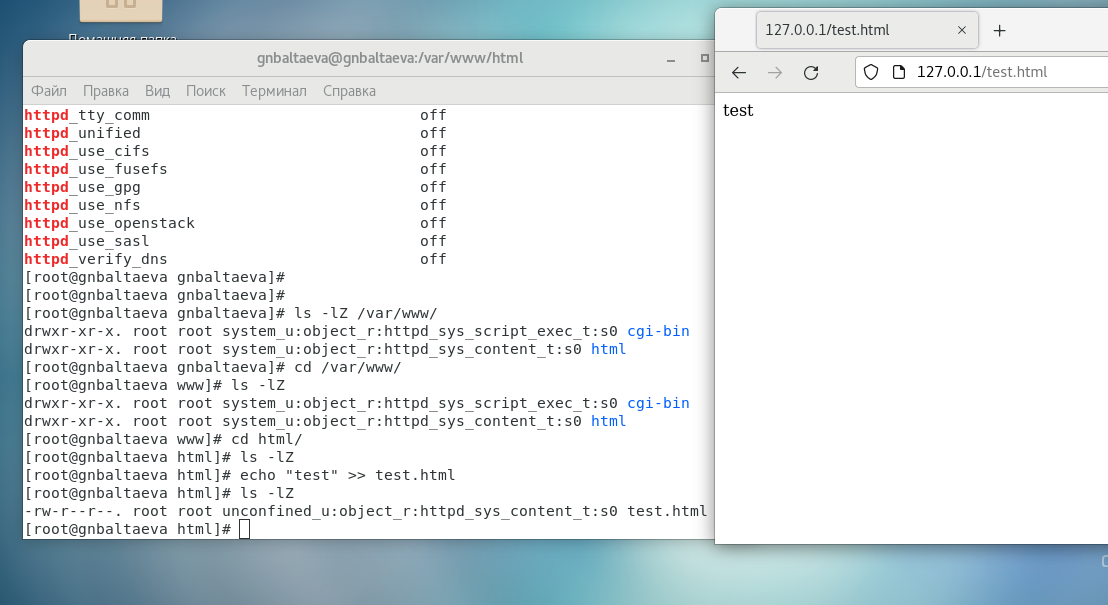 Домашняя папка
gnbaltaeva@gnbaltaeva:/var/www/html
Файл Правка Вид Поиск Терминал Справка
httpd_tty_comm off
httpd_unified off
httpd_use_cifs off
httpd_use_fusefs off
httpd_use_gpg off
httpd_use_nfs off
httpd_use_openstack off
httpd_use_sasl off
httpd_verify_dns off
[root@gnbaltaeva gnbaltaeva]#
[root@gnbaltaeva gnbaltaeva]#
[root@gnbaltaeva gnbaltaeva]# ls -lZ /var/www/
drwxr-xr-x. root root system_u:object_r:httpd_sys_script_exec_t:s0 cgi-bin
drwxr-xr-x. root root system_u:object_r:httpd_sys_content_t:s0 html
[root@gnbaltaeva gnbaltaeva]# cd /var/www/
[root@gnbaltaeva www]# ls -lZ
drwxr-xr-x. root root system_u:object_r:httpd_sys_script_exec_t:s0 cgi-bin
drwxr-xr-x. root root system_u:object_r:httpd_sys_content_t:s0 html
[root@gnbaltaeva www]# cd html/
[root@gnbaltaeva html]# ls -lZ
[root@gnbaltaeva html]# echo "test" >> test.html
[root@gnbaltaeva html]# ls -lZ
-rw-r--r--. root root unconfined_u:object_r:httpd_sys_content_t:s0 test.html
[root@gnbaltaeva html]#
127.0.0.1/test.html
127.0.0.1/test.html
test